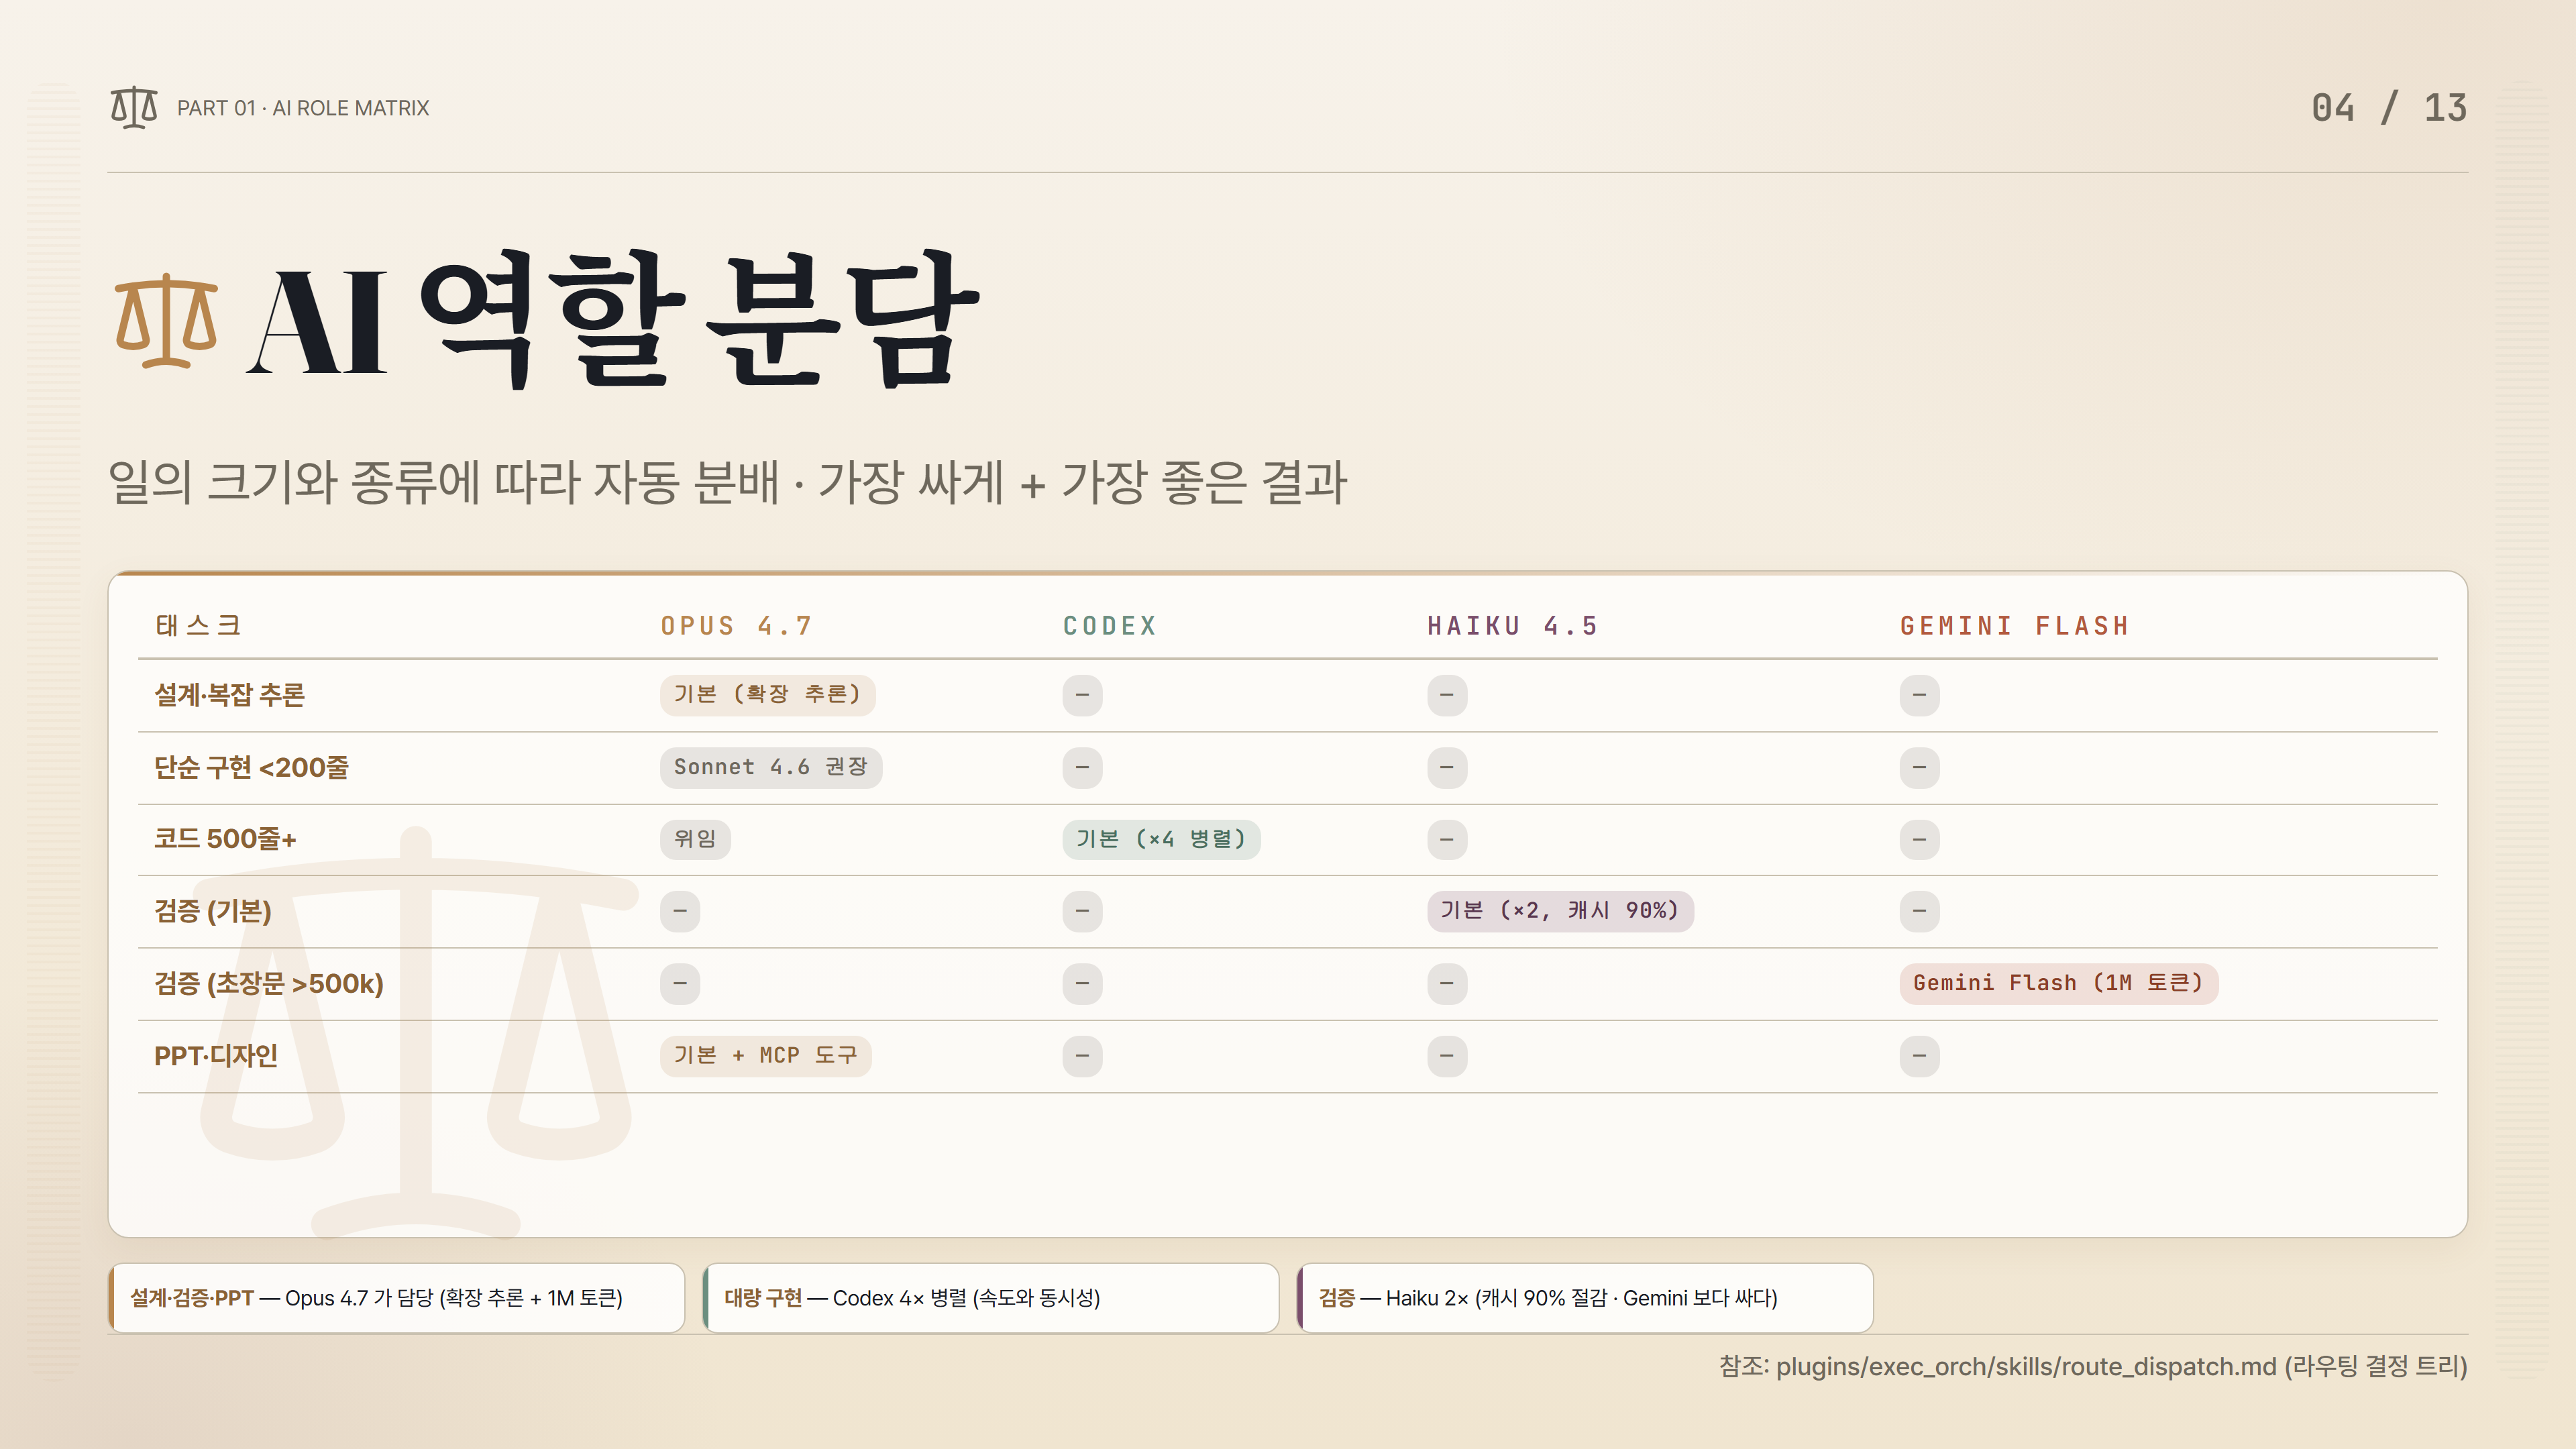 PART 01 · AI ROLE MATRIX
04 / 13
AI 역할 분담
일의 크기와 종류에 따라 자동 분배 · 가장 싸게 + 가장 좋은 결과
태스크 OPUS 4.7 CODEX HAIKU 4.5 GEMINI FLASH
설계·복잡 추론 기본 (확장 추론) — — —
단순 구현 <200줄 Sonnet 4.6 권장 — — —
코드 500줄+ 위임 기본 (×4 병렬) — —
검증 (기본) — — 기본 (×2, 캐시 90%) —
검증 (초장문 >500k) — — — Gemini Flash (1M 토큰)
PPT·디자인 기본 + MCP 도구 — — —
설계·검증·PPT — Opus 4.7 가 담당 (확장 추론 + 1M 토큰)
대량 구현 — Codex 4× 병렬 (속도와 동시성)
검증 — Haiku 2× (캐시 90% 절감 · Gemini 보다 싸다)
참조: plugins/exec_orch/skills/route_dispatch.md (라우팅 결정 트리)